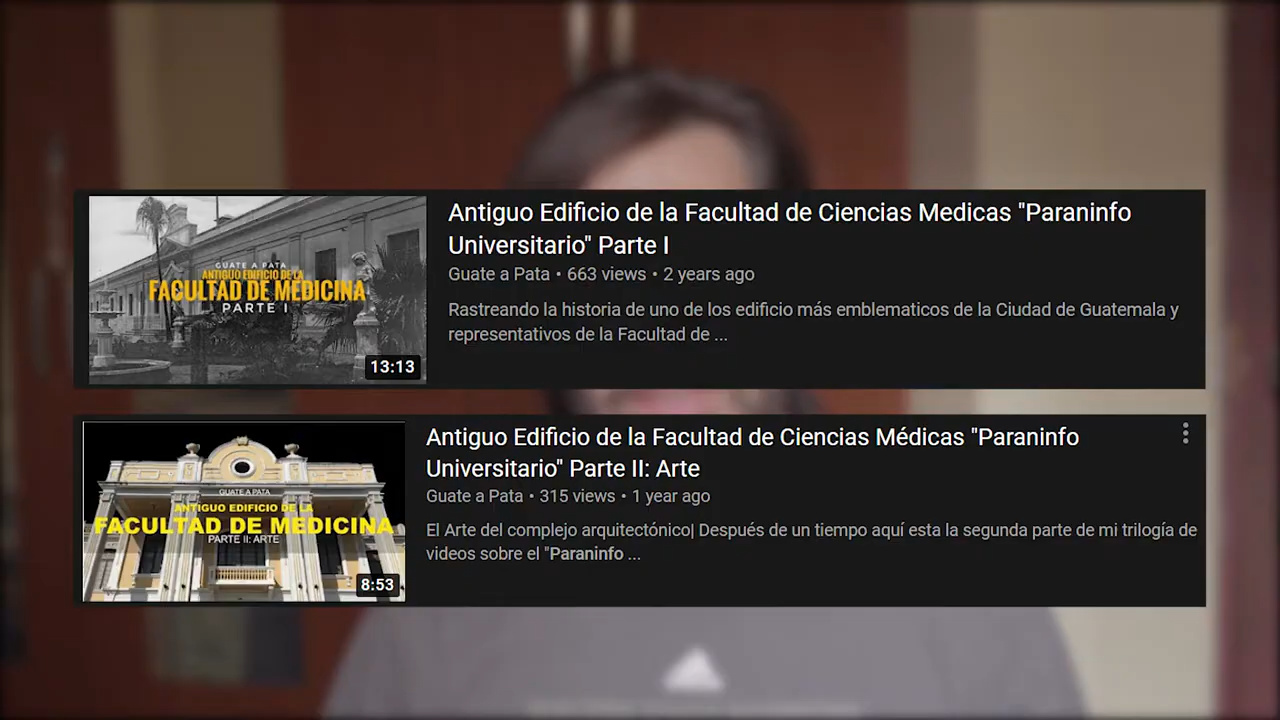 Antiguo Edificio de la Facultad de Ciencias Medicas "Paraninfo
Universitario" Parte I
Guate a Pata • 663 views • 2 years ago
Rastreando la historia de uno de los edificio más emblematicos de la Ciudad de Guatemala y
representativos de la Facultad de ...
GUATE A PATA
ANTIGUO EDIFICIO DE LA
FACULTAD DE MEDICINA
PARTE I
13:13
Antiguo Edificio de la Facultad de Ciencias Médicas "Paraninfo
Universitario" Parte II: Arte
Guate a Pata • 315 views • 1 year ago
El Arte del complejo arquitectónico| Después de un tiempo aquí esta la segunda parte de mi trilogía de
videos sobre el "Paraninfo ...
GUATE A PATA
ANTIGUO EDIFICIO DE LA
FACULTAD DE MEDICINA
PARTE II: ARTE
8:53